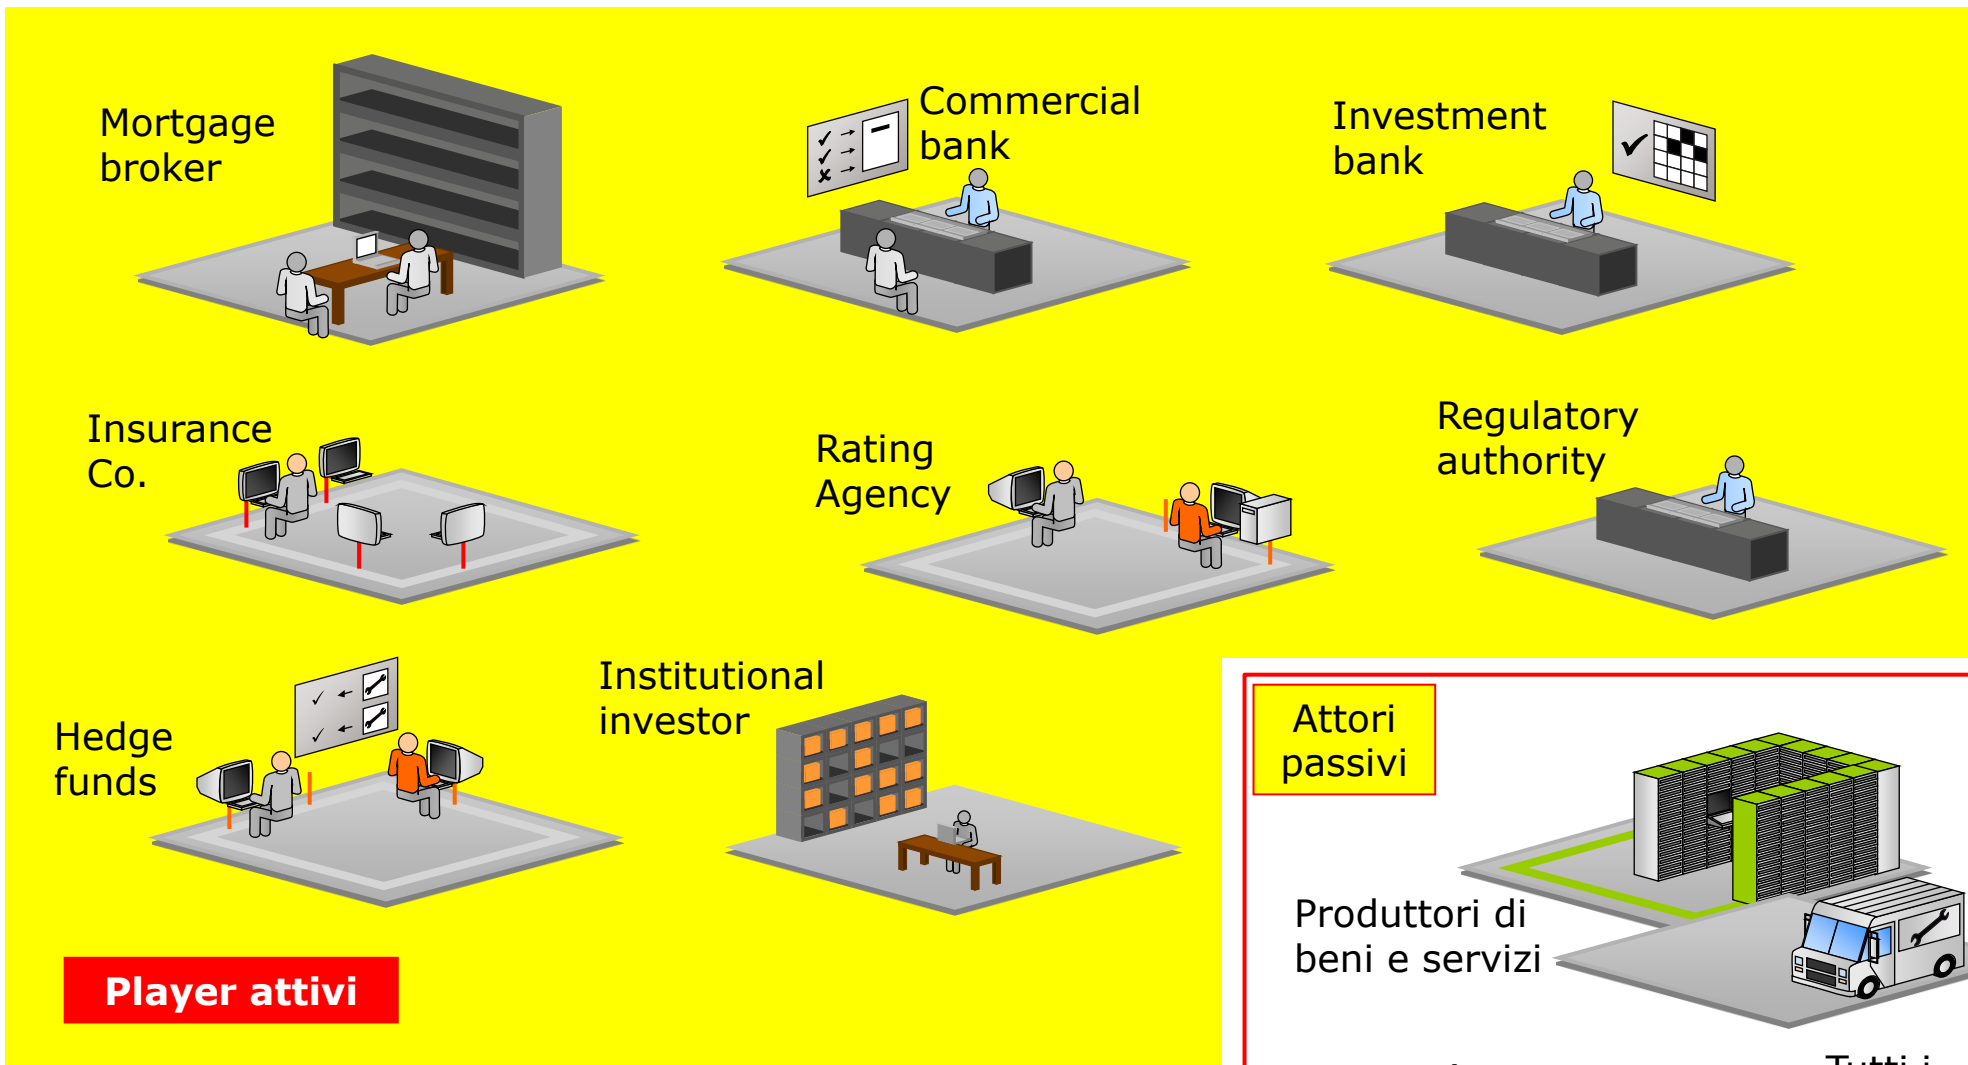 Mortgage
broker
Commercial
bank
Investment
bank
Insurance
Co.
Rating
Agency
Regulatory
authority
Hedge
funds
Institutional
investor
Attori
passivi
Produttori di
beni e servizi
Player attivi
Tutti i